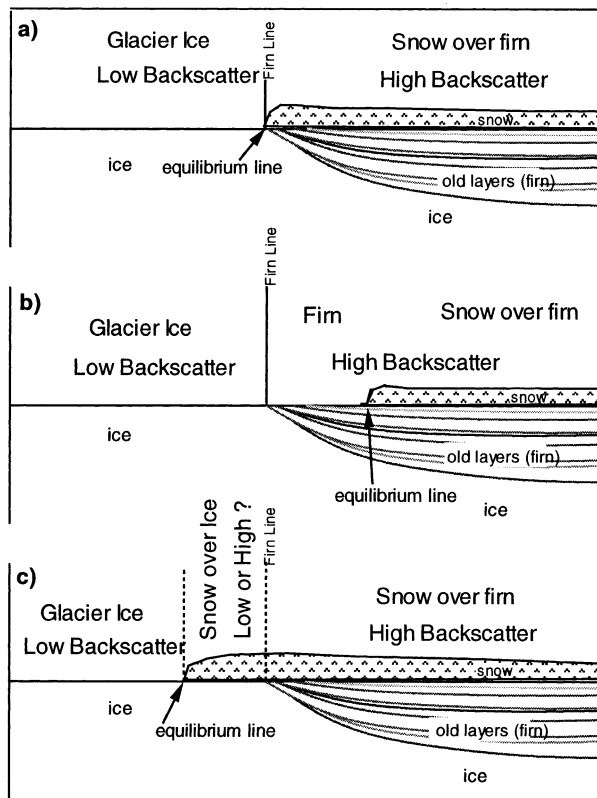 a)
Glacier Ice
Low Backscatter
Firn Line
Snow over firn
High Backscatter
snow
equilibrium line
ice
old layers (firn)
ice
b)
Glacier Ice
Low Backscatter
Firn Line
Firn
Snow over firn
High Backscatter
snow
ice
old layers (firn)
equilibrium line
ice
c)
Glacier Ice
Low Backscatter
Snow over Ice
Low or High ?
Firn Line
Snow over firn
High Backscatter
snow
ice
equilibrium line
old layers (firn)
ice